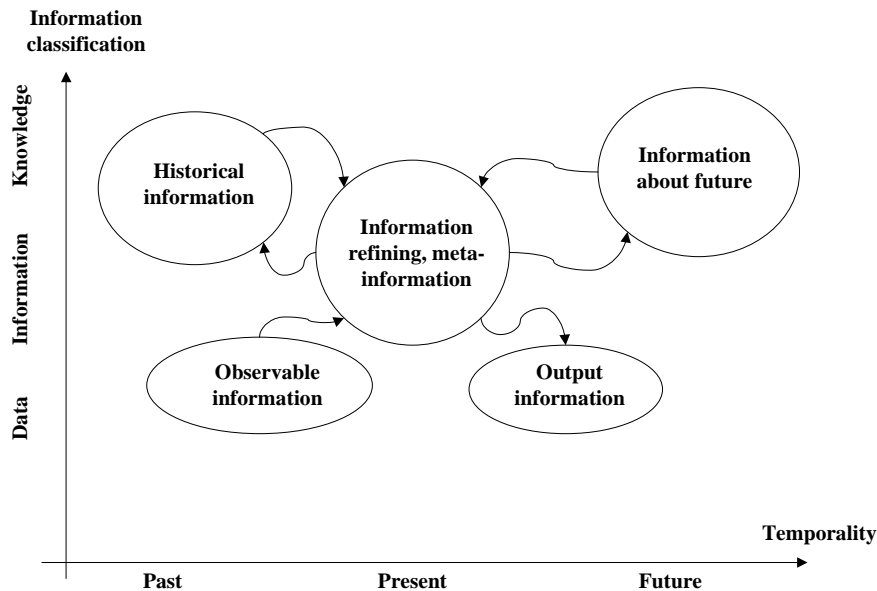 Information
classification
Knowledge
Information
Data
Historical
information
Information
refining, meta-
information
Information
about future
Observable
information
Output
information
Temporality
Past
Present
Future